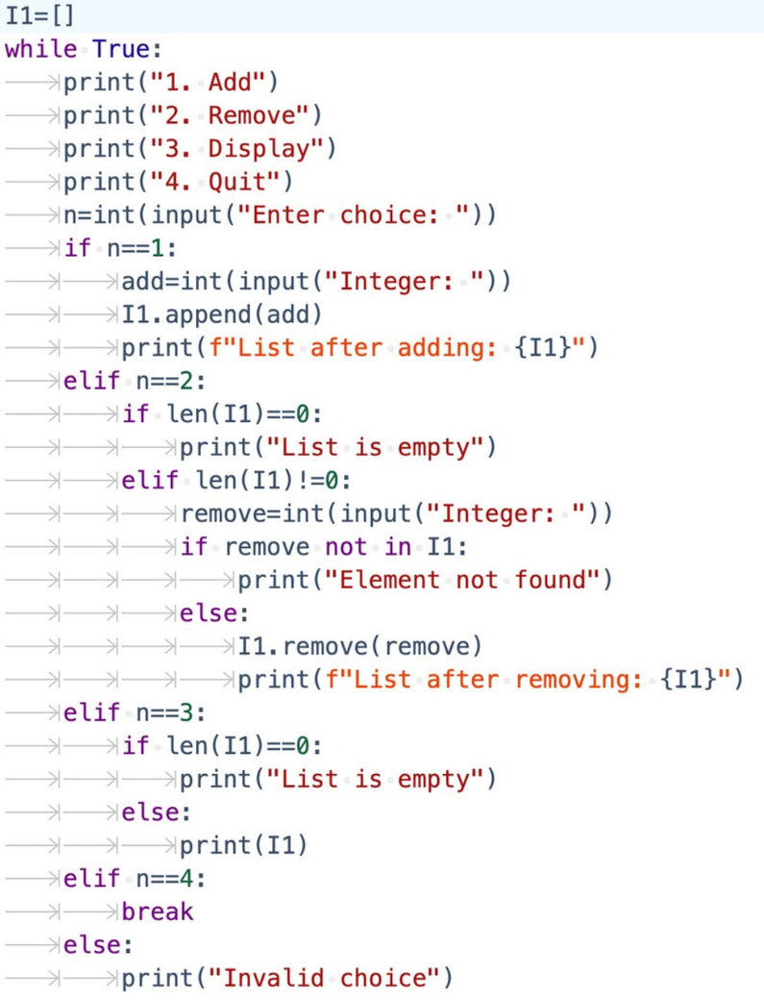 I1=[]
while True:
	print("1. Add")
	print("2. Remove")
	print("3. Display")
	print("4. Quit")
	n=int(input("Enter choice: "))
	if n==1:
		add=int(input("Integer: "))
		I1.append(add)
		print(f"List after adding: {I1}")
	elif n==2:
		if len(I1)==0:
			print("List is empty")
		elif len(I1)!=0:
			remove=int(input("Integer: "))
			if remove not in I1:
				print("Element not found")
			else:
				I1.remove(remove)
				print(f"List after removing: {I1}")
	elif n==3:
		if len(I1)==0:
			print("List is empty")
		else:
			print(I1)
	elif n==4:
		break
	else:
		print("Invalid choice")